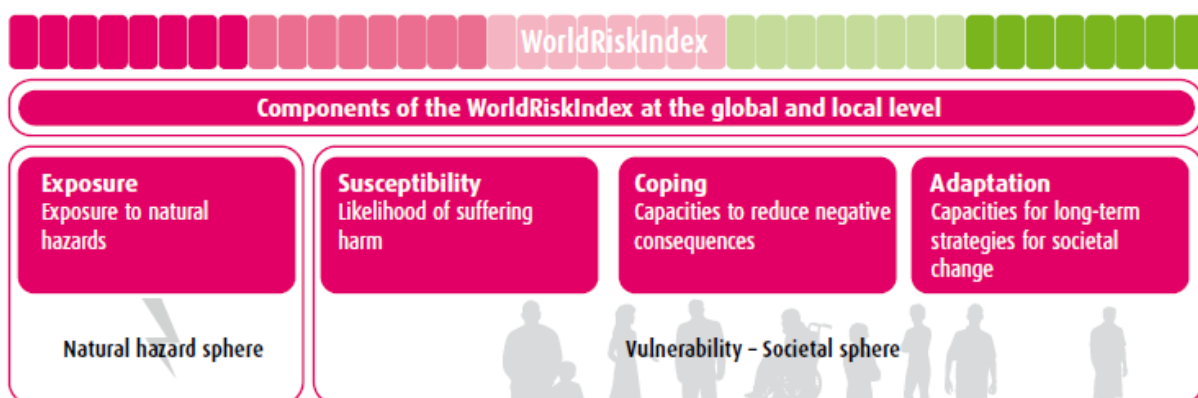 WorldRiskIndex
Components of the WorldRiskIndex at the global and local level
Exposure
Exposure to natural
hazards
Susceptibility
Likelihood of suffering
harm
Coping
Capacities to reduce negative
consequences
Adaptation
Capacities for long-term
strategies for societal
change
Natural hazard sphere
Vulnerability – Societal sphere